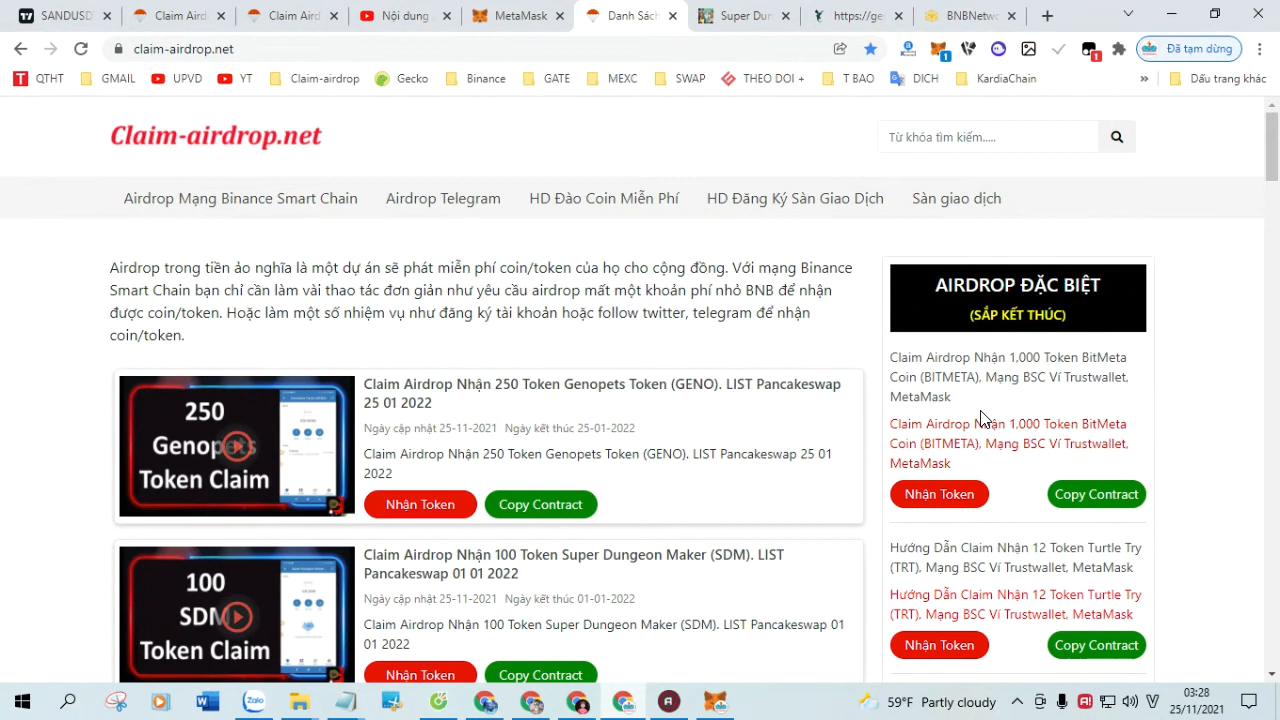 SANDUSD
Claim Air
Airdrop
Claim Aird
Nội dung
MetaMask
Danh Sách
Super Dun
https://ge
BNBNetwo
claim-airdrop.net
1
1
Đã tạm dừng
QTHT
GMAIL
UPVD
YT
Claim-airdrop
Gecko
Binance
GATE
MEXC
SWAP
THEO DOI +
T BAO
DICH
KardiaChain
»
Dấu trang khác
Claim-airdrop.net
Từ khóa tìm kiếm.....
Airdrop Mạng Binance Smart Chain
Airdrop Telegram
HD Đào Coin Miễn Phí
HD Đăng Ký Sàn Giao Dịch
Sàn giao dịch
Airdrop trong tiền ảo nghĩa là một dự án sẽ phát miễn phí coin/token của họ cho cộng đồng. Với mạng Binance
Smart Chain bạn chỉ cần làm vài thao tác đơn giản như yêu cầu airdrop mất một khoản phí nhỏ BNB để nhận
được coin/token. Hoặc làm một số nhiệm vụ như đăng ký tài khoản hoặc follow twitter, telegram để nhận
coin/token.
250
Genopets
Token Claim
Claim Airdrop Nhận 250 Token Genopets Token (GENO). LIST Pancakeswap
25 01 2022
Ngày cập nhật 25-11-2021 Ngày kết thúc 25-01-2022
Claim Airdrop Nhận 250 Token Genopets Token (GENO). LIST Pancakeswap 25 01
2022
Nhận Token
Copy Contract
100
SDM
Token Claim
Claim Airdrop Nhận 100 Token Super Dungeon Maker (SDM). LIST
Pancakeswap 01 01 2022
Ngày cập nhật 25-11-2021 Ngày kết thúc 01-01-2022
Claim Airdrop Nhận 100 Token Super Dungeon Maker (SDM). LIST Pancakeswap 01
01 2022
Nhận Token
Copy Contract
AIRDROP ĐẶC BIỆT
(SẮP KẾT THÚC)
Claim Airdrop Nhận 1,000 Token BitMeta
Coin (BITMETA), Mạng BSC Ví Trustwallet,
MetaMask
Claim Airdrop Nhận 1,000 Token BitMeta
Coin (BITMETA), Mạng BSC Ví Trustwallet,
MetaMask
Nhận Token
Copy Contract
Hướng Dẫn Claim Nhận 12 Token Turtle Try
(TRT), Mạng BSC Ví Trustwallet, MetaMask
Hướng Dẫn Claim Nhận 12 Token Turtle Try
(TRT), Mạng BSC Ví Trustwallet, MetaMask
Nhận Token
Copy Contract
Zalo
59°F Partly cloudy
03:28
25/11/2021